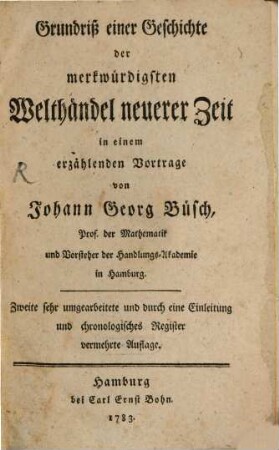 Grundriß einer Geschichte
der
merkwürdigsten
Welthändel neuerer Zeit
in einem
erzählenden Vortrage
von
Johann Georg Büsch,
Prof. der Mathematik
und Vorsteher der Handlungs-Akademie
in Hamburg.
Zweite sehr umgearbeitete und durch eine Einleitung
und chronologisches Register
vermehrte Auflage.
Hamburg
bei Carl Ernst Bohn.
1783.
R